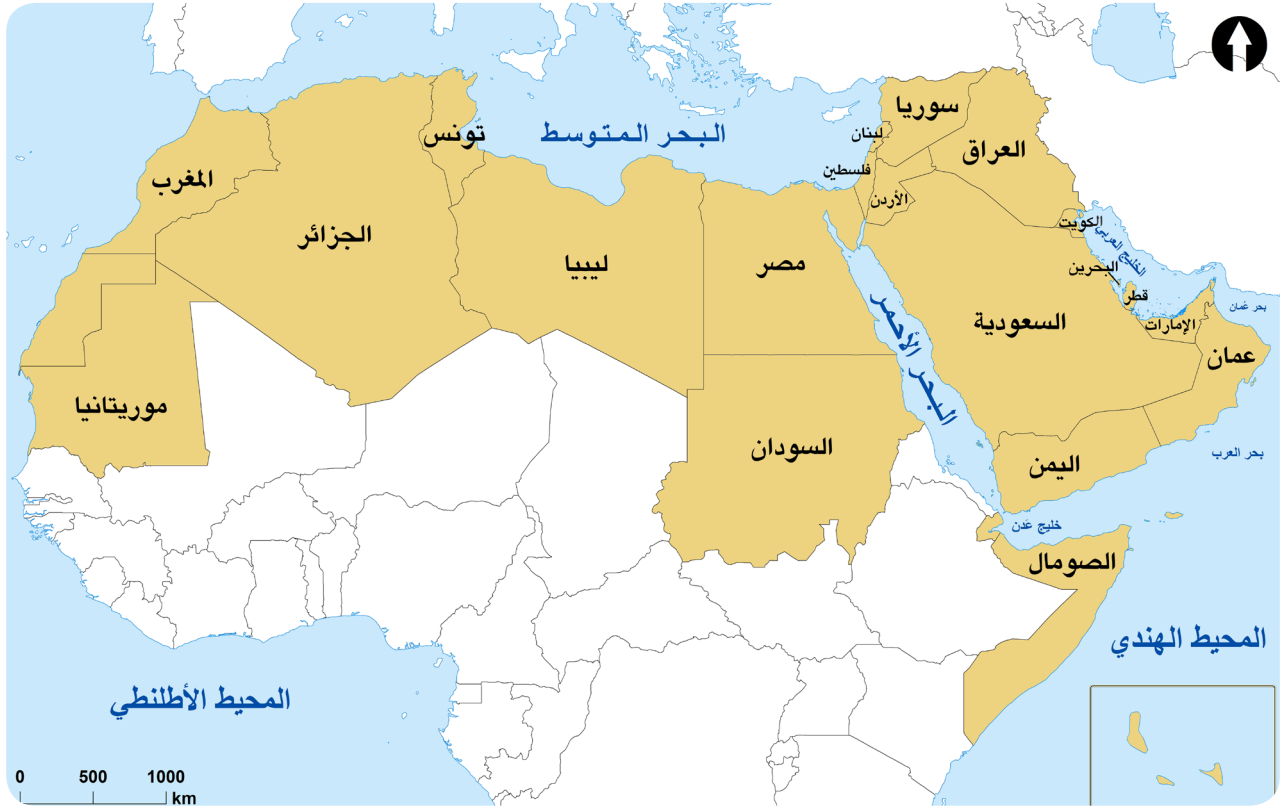 سوريا
لبنان
تونس
البحر المتوسط
العراق
فلسطين
المغرب
الأردن
الكويت
الجزائر
ليبيا
مصر
الخليج العربي
البحرين
قطر
بحر عُمان
السعودية
الإمارات
البحر الأحمر
عمان
موريتانيا
السودان
اليمن
بحر العرب
خليج عَدن
الصومال
المحيط الهندي
المحيط الأطلنطي
0 500 1000
km